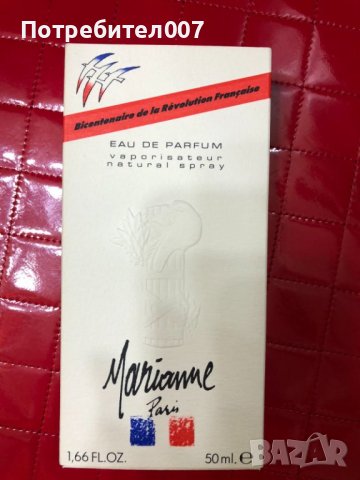 Потребител007
Bicentenaire de la Révolution Française
EAU DE PARFUM
vaporisateur
natural spray
Marianne
Paris
1,66 FL.OZ. 50 ml. e
BAZAR